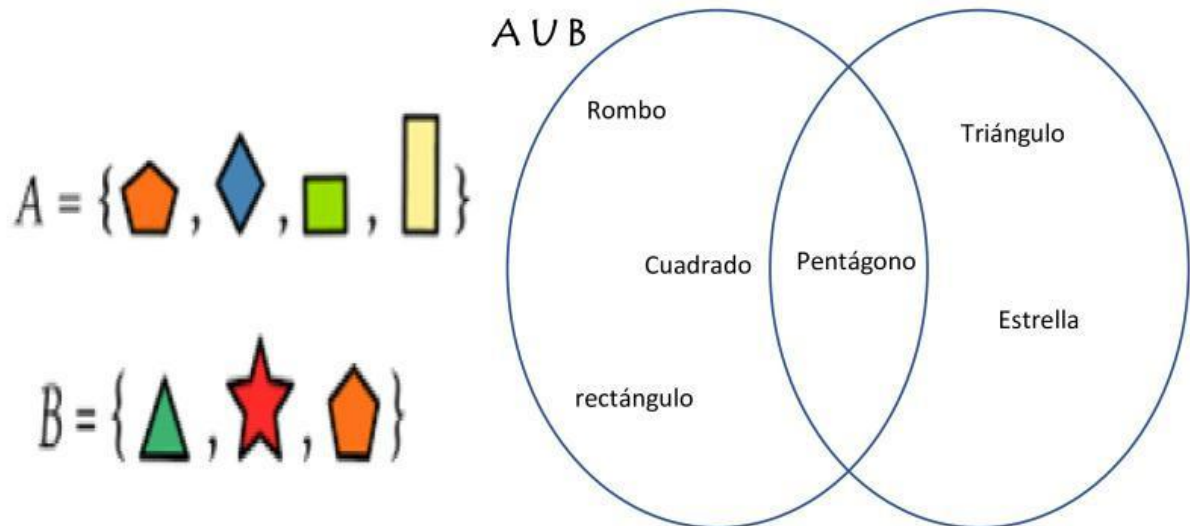 A = { , , , }
B = { , , }
A U B
Rombo
Triángulo
Cuadrado
Pentágono
Estrella
rectángulo